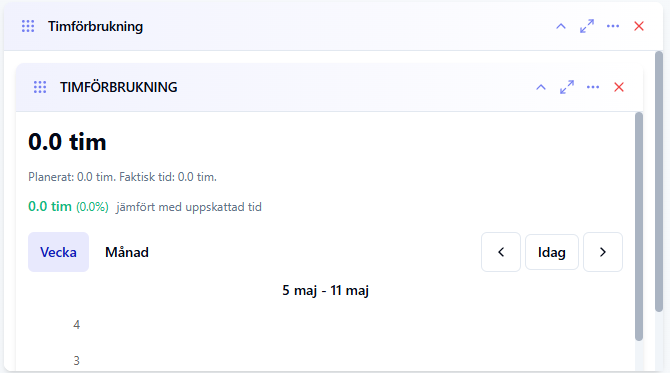 Timförbrukning
TIMFÖRBRUKNING
0.0 tim
Planerat: 0.0 tim. Faktisk tid: 0.0 tim.
0.0 tim (0.0%) jämfört med uppskattad tid
Vecka Månad Idag
5 maj - 11 maj
4
3